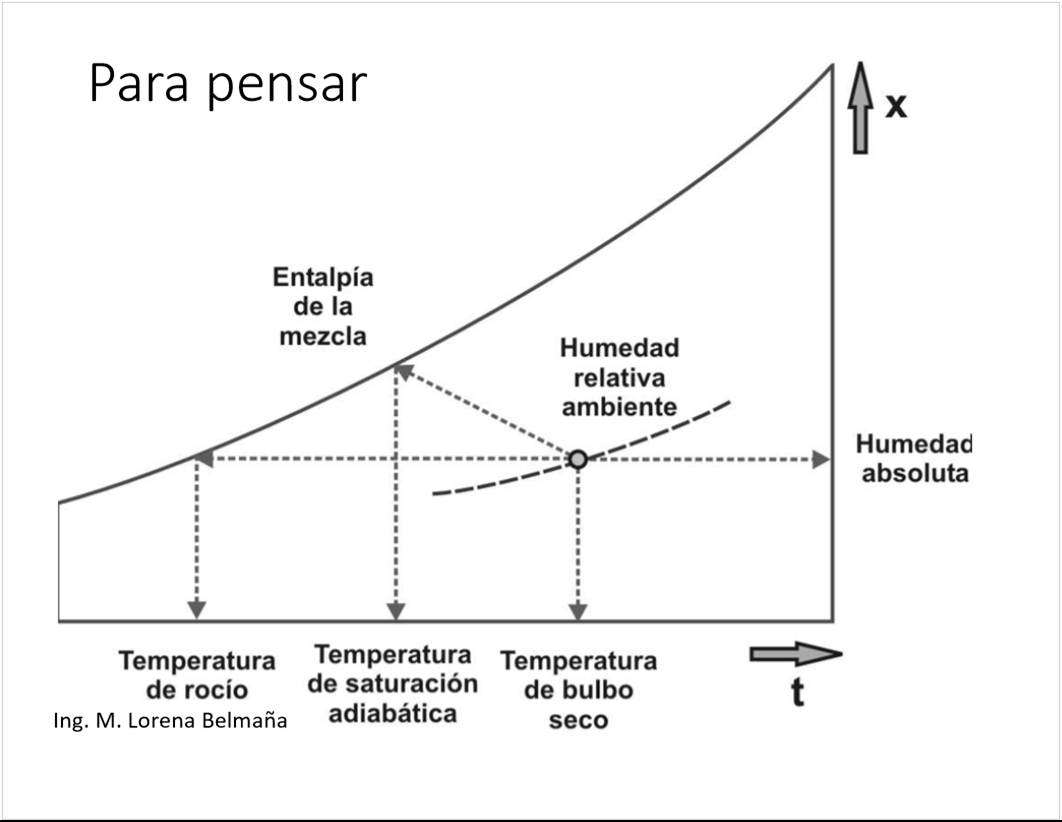 Para pensar
x
Entalpía
de la
mezcla
Humedad
relativa
ambiente
Humedad
absoluta
Temperatura
de rocío
Temperatura
de saturación
adiabática
Temperatura
de bulbo
seco
t
Ing. M. Lorena Belmaña